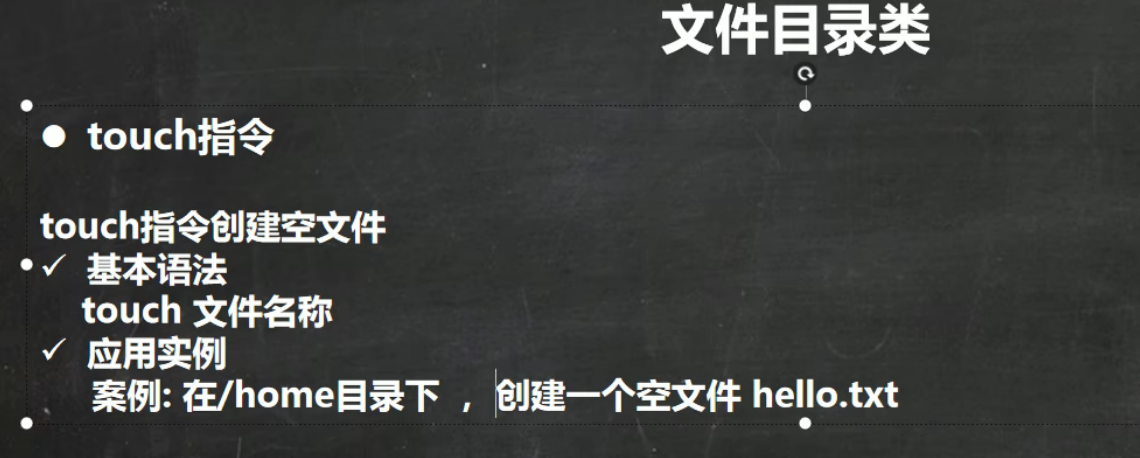 文件目录类
● touch指令
touch指令创建空文件
✓ 基本语法
touch 文件名称
✓ 应用实例
案例: 在/home目录下 ， 创建一个空文件 hello.txt